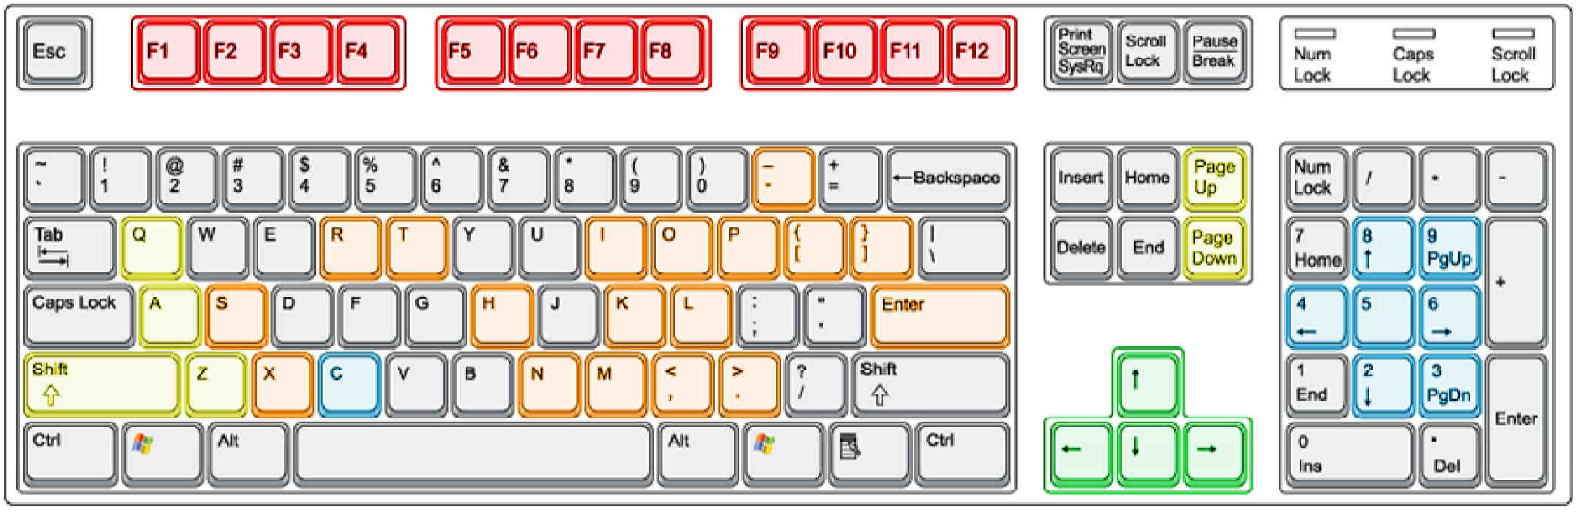 Esc F1 F2 F3 F4 F5 F6 F7 F8 F9 F10 F11 F12
Print
Screen
SysRq
Scroll
Lock
Pause
Break
Num
Lock
Caps
Lock
Scroll
Lock
~ ! @ # $ % ^ & * ( ) – +
` 1 2 3 4 5 6 7 8 9 0 - = ←Backspace
Tab Q W E R T Y U I O P { } |
[ ] \
Caps Lock A S D F G H J K L : " Enter
; '
Shift Z X C V B N M < > ? Shift
⇧ , . / ⇧
Ctrl Alt Alt Ctrl
Insert Home Page
Up
Delete End Page
Down
↑
← ↓ →
Num
Lock
/ * -
7
Home
8
↑
9
PgUp
+
4
←
5
6
→
1
End
2
↓
3
PgDn
Enter
0
Ins
.
Del